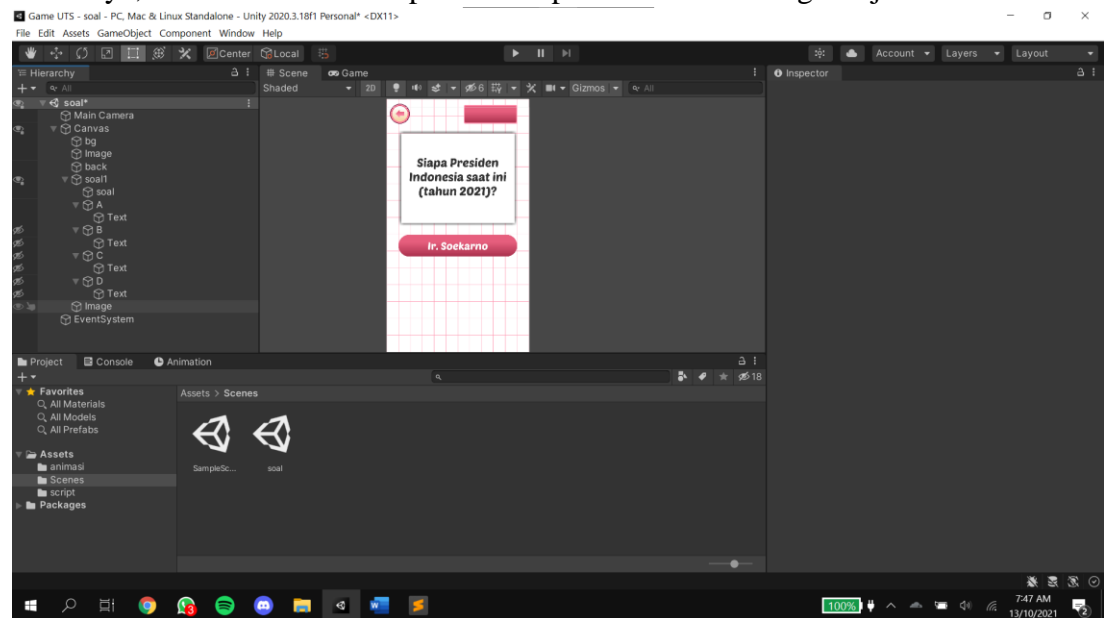 Game UTS - soal - PC, Mac & Linux Standalone - Unity 2020.3.18f1 Personal* <DX11>
File Edit Assets GameObject Component Window Help
Center Local Account Layers Layout
Hierarchy Scene Game Inspector
All Shaded 2D 6 Gizmos All
soal*
Main Camera
Canvas
bg
Image
back
soal1
soal
A
Text
B
Text
C
Text
D
Text
Image
EventSystem
Siapa Presiden
Indonesia saat ini
(tahun 2021)?
Ir. Soekarno
Project Console Animation
18
Favorites
All Materials
All Models
All Prefabs
Assets
animasi
Scenes
script
Packages
Assets > Scenes
SampleSc... soal
100%
7:47 AM
13/10/2021